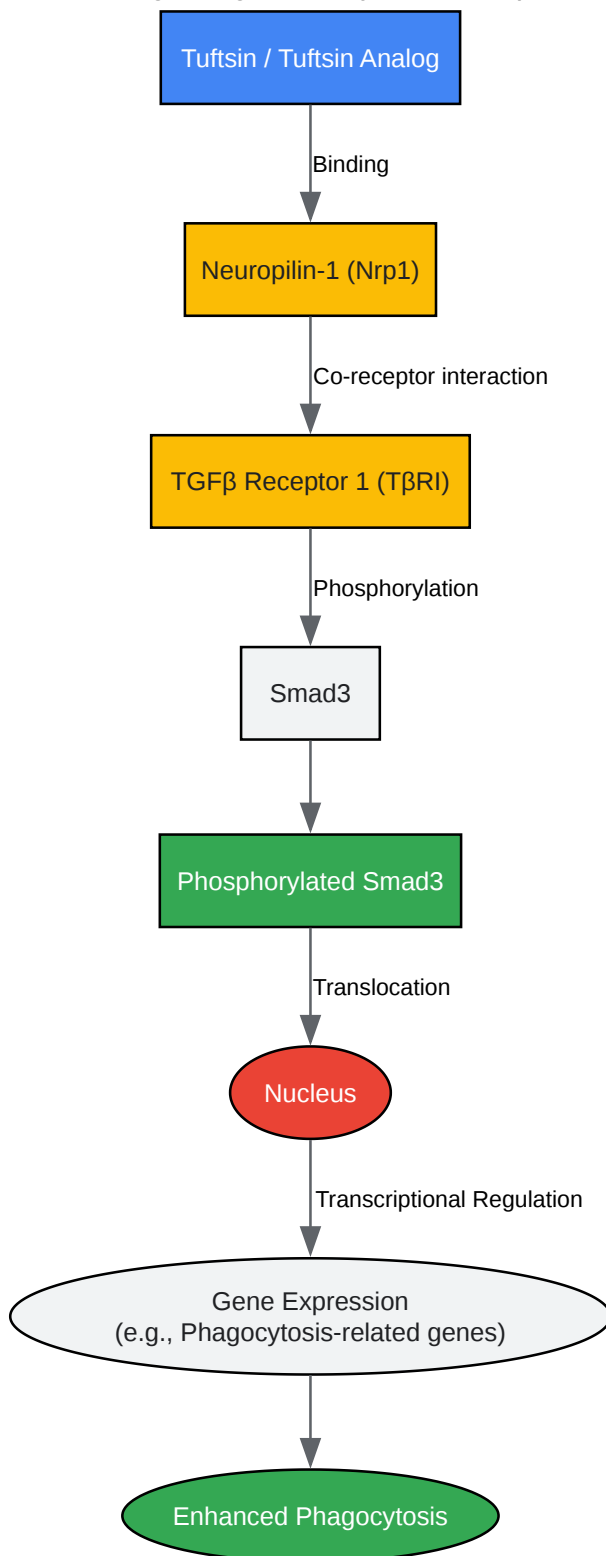 Tuftsin / Tuftsin Analog
Binding
Neuropilin-1 (Nrp1)
Co-receptor interaction
TGFβ Receptor 1 (TβRI)
Phosphorylation
Smad3
Phosphorylated Smad3
Translocation
Nucleus
Transcriptional Regulation
Gene Expression
(e.g., Phagocytosis-related genes)
Enhanced Phagocytosis